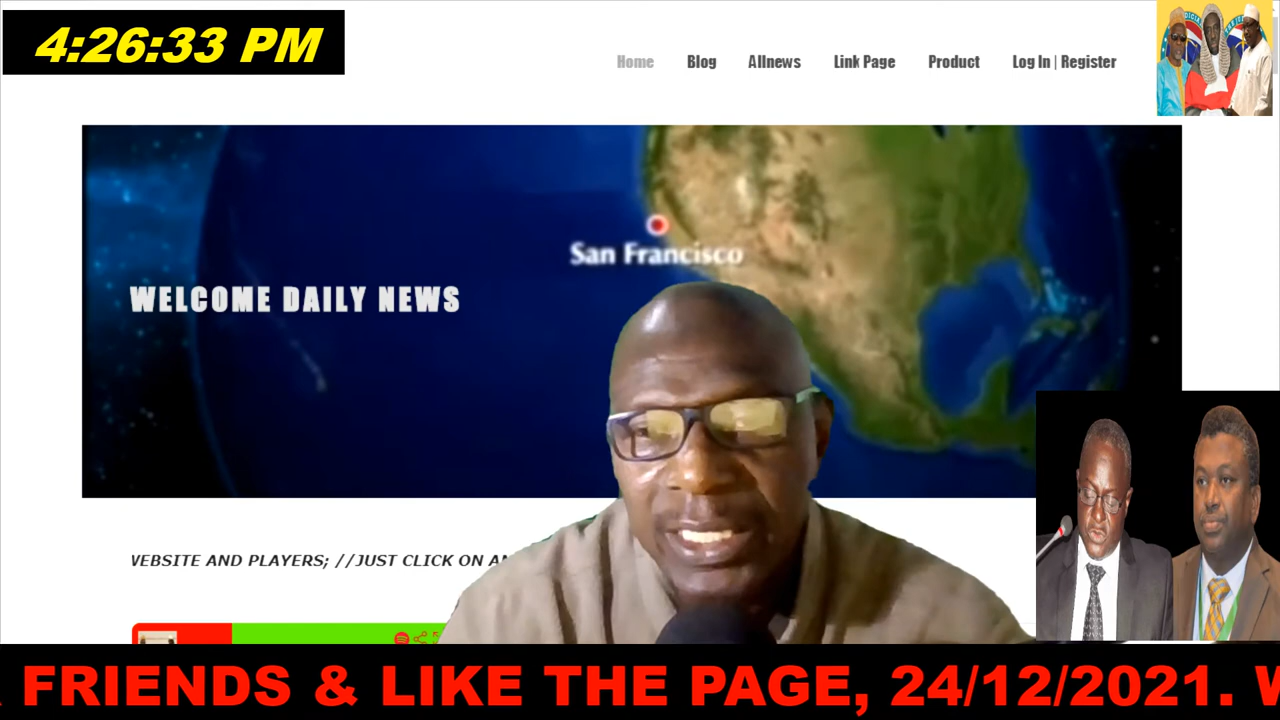 4:26:33 PM
Home Blog Allnews Link Page Product Log In | Register
San Francisco
WELCOME DAILY NEWS
WEBSITE AND PLAYERS; //JUST CLICK ON
FRIENDS & LIKE THE PAGE, 24/12/2021. W